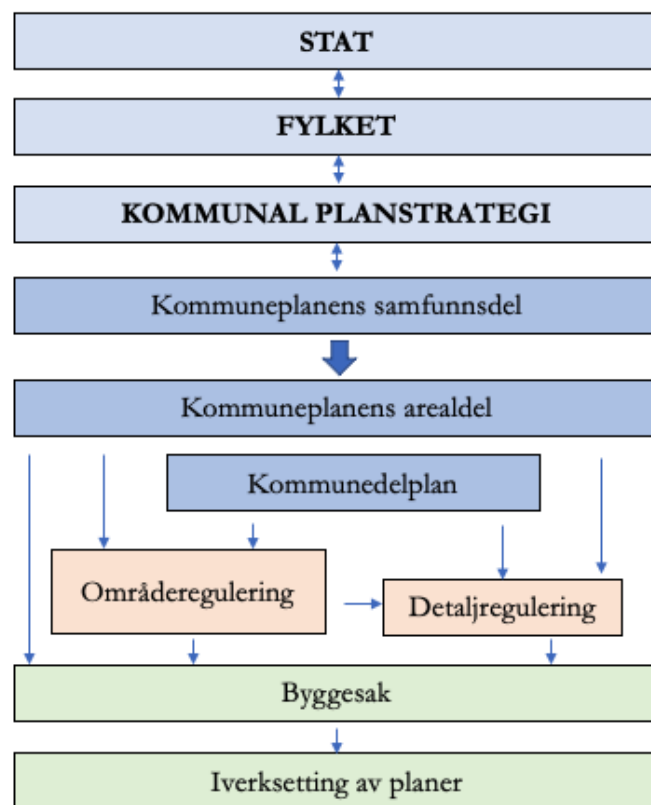 STAT
FYLKET
KOMMUNAL PLANSTRATEGI
Kommuneplanens samfunnsdel
Kommuneplanens arealdel
Kommunedelplan
Områderegulering
Detaljregulering
Byggesak
Iverksetting av planer